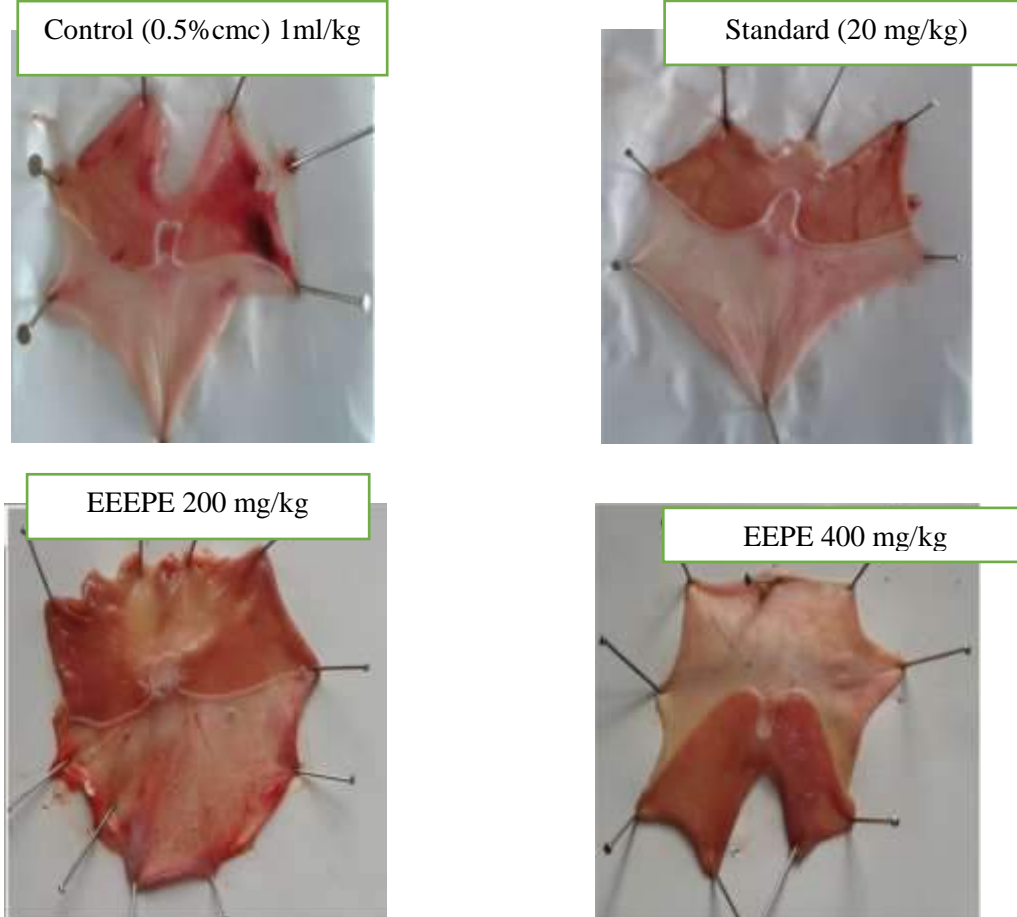 Control (0.5%cmc) 1ml/kg
Standard (20 mg/kg)
EEEPE 200 mg/kg
EEPE 400 mg/kg